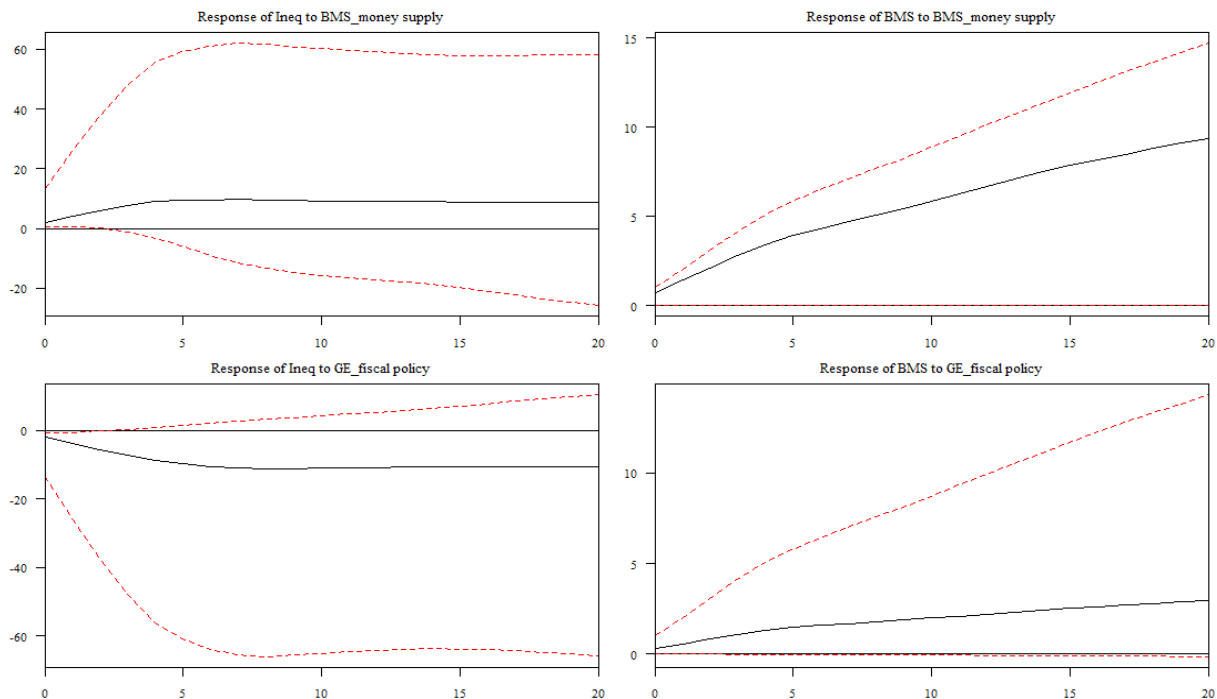 Response of Ineq to BMS_money supply
60
40
20
0
-20
0 5 10 15 20
Response of BMS to BMS_money supply
15
10
5
0
0 5 10 15 20
Response of Ineq to GE_fiscal policy
0
-20
-40
-60
0 5 10 15 20
Response of BMS to GE_fiscal policy
10
5
0
0 5 10 15 20